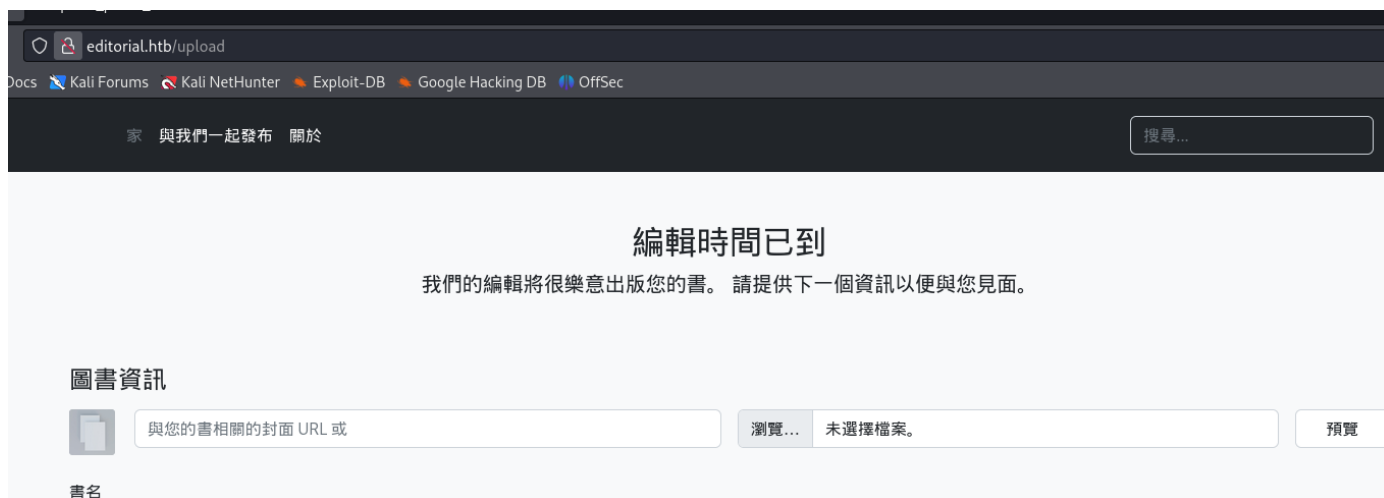 editorial.htb/upload
Docs Kali Forums Kali NetHunter Exploit-DB Google Hacking DB OffSec
家 與我們一起發布 關於 搜尋...
編輯時間已到
我們的編輯將很樂意出版您的書。 請提供下一個資訊以便與您見面。
圖書資訊
與您的書相關的封面 URL 或 瀏覽... 未選擇檔案。 預覽
書名